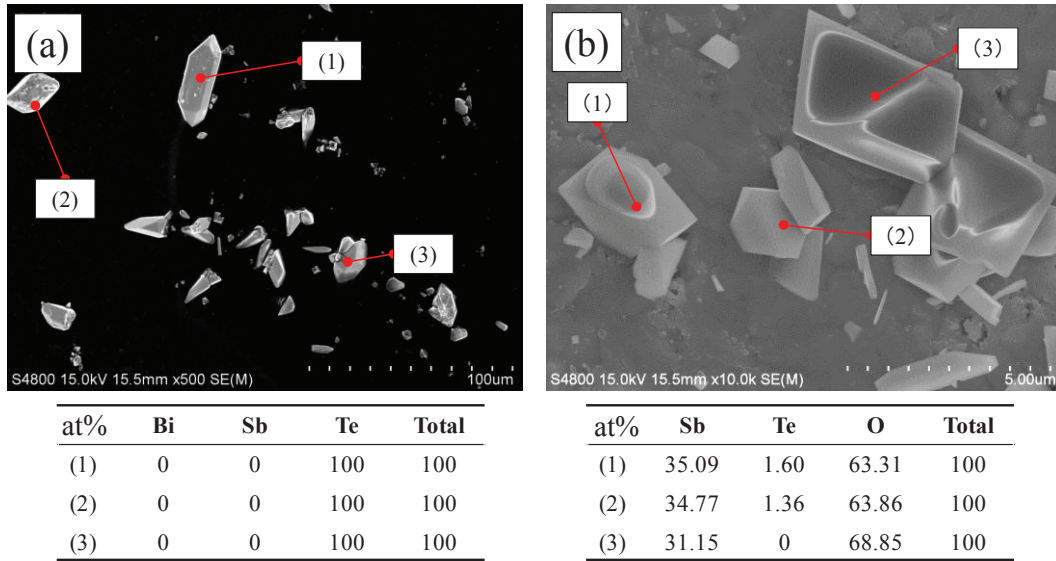 (a)
(1)
(2)
(3)
S4800 15.0kV 15.5mm x500 SE(M)
100um
at% Bi Sb Te Total
(1) 0 0 100 100
(2) 0 0 100 100
(3) 0 0 100 100
(b)
(3)
(1)
(2)
S4800 15.0kV 15.5mm x10.0k SE(M)
5.00um
at% Sb Te O Total
(1) 35.09 1.60 63.31 100
(2) 34.77 1.36 63.86 100
(3) 31.15 0 68.85 100